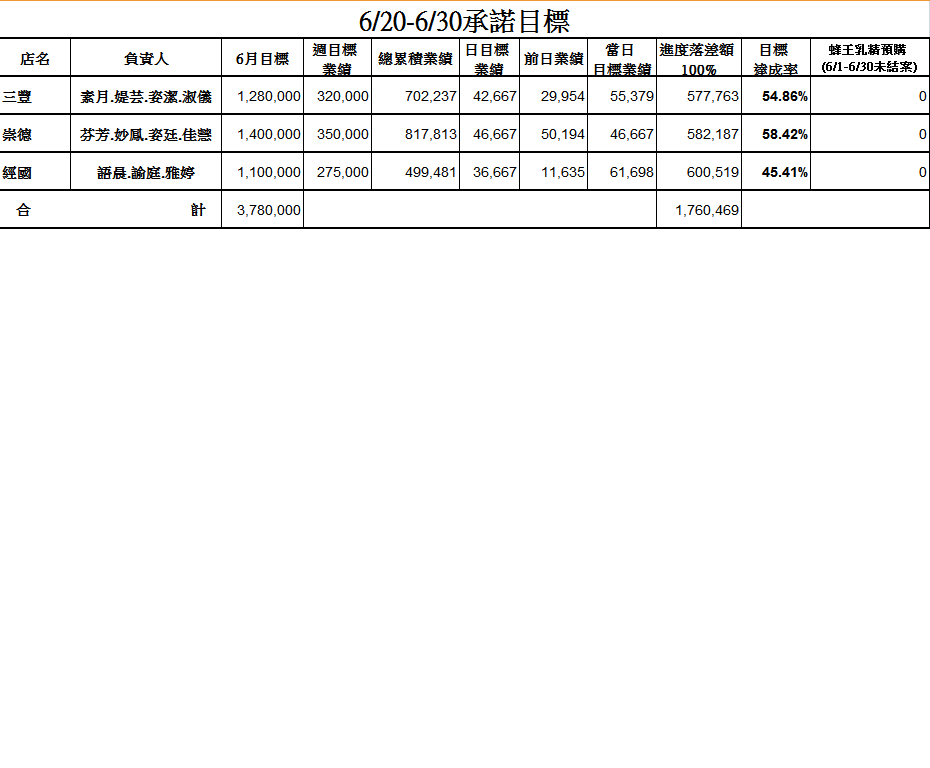 6/20-6/30承諾目標
店名 負責人 6月目標 週目標業績 總累積業績 日目標業績 前日業績 當日目標業績 進度落差額100% 目標達成率 蜂王乳精預購(6/1-6/30未結案)
三豐 素月.媞芸.姿潔.淑儀 1,280,000 320,000 702,237 42,667 29,954 55,379 577,763 54.86% 0
崇德 芬芳.妙鳳.姿廷.佳慧 1,400,000 350,000 817,813 46,667 50,194 46,667 582,187 58.42% 0
經國 語晨.諭庭.雅婷 1,100,000 275,000 499,481 36,667 11,635 61,698 600,519 45.41% 0
合計 3,780,000 1,760,469